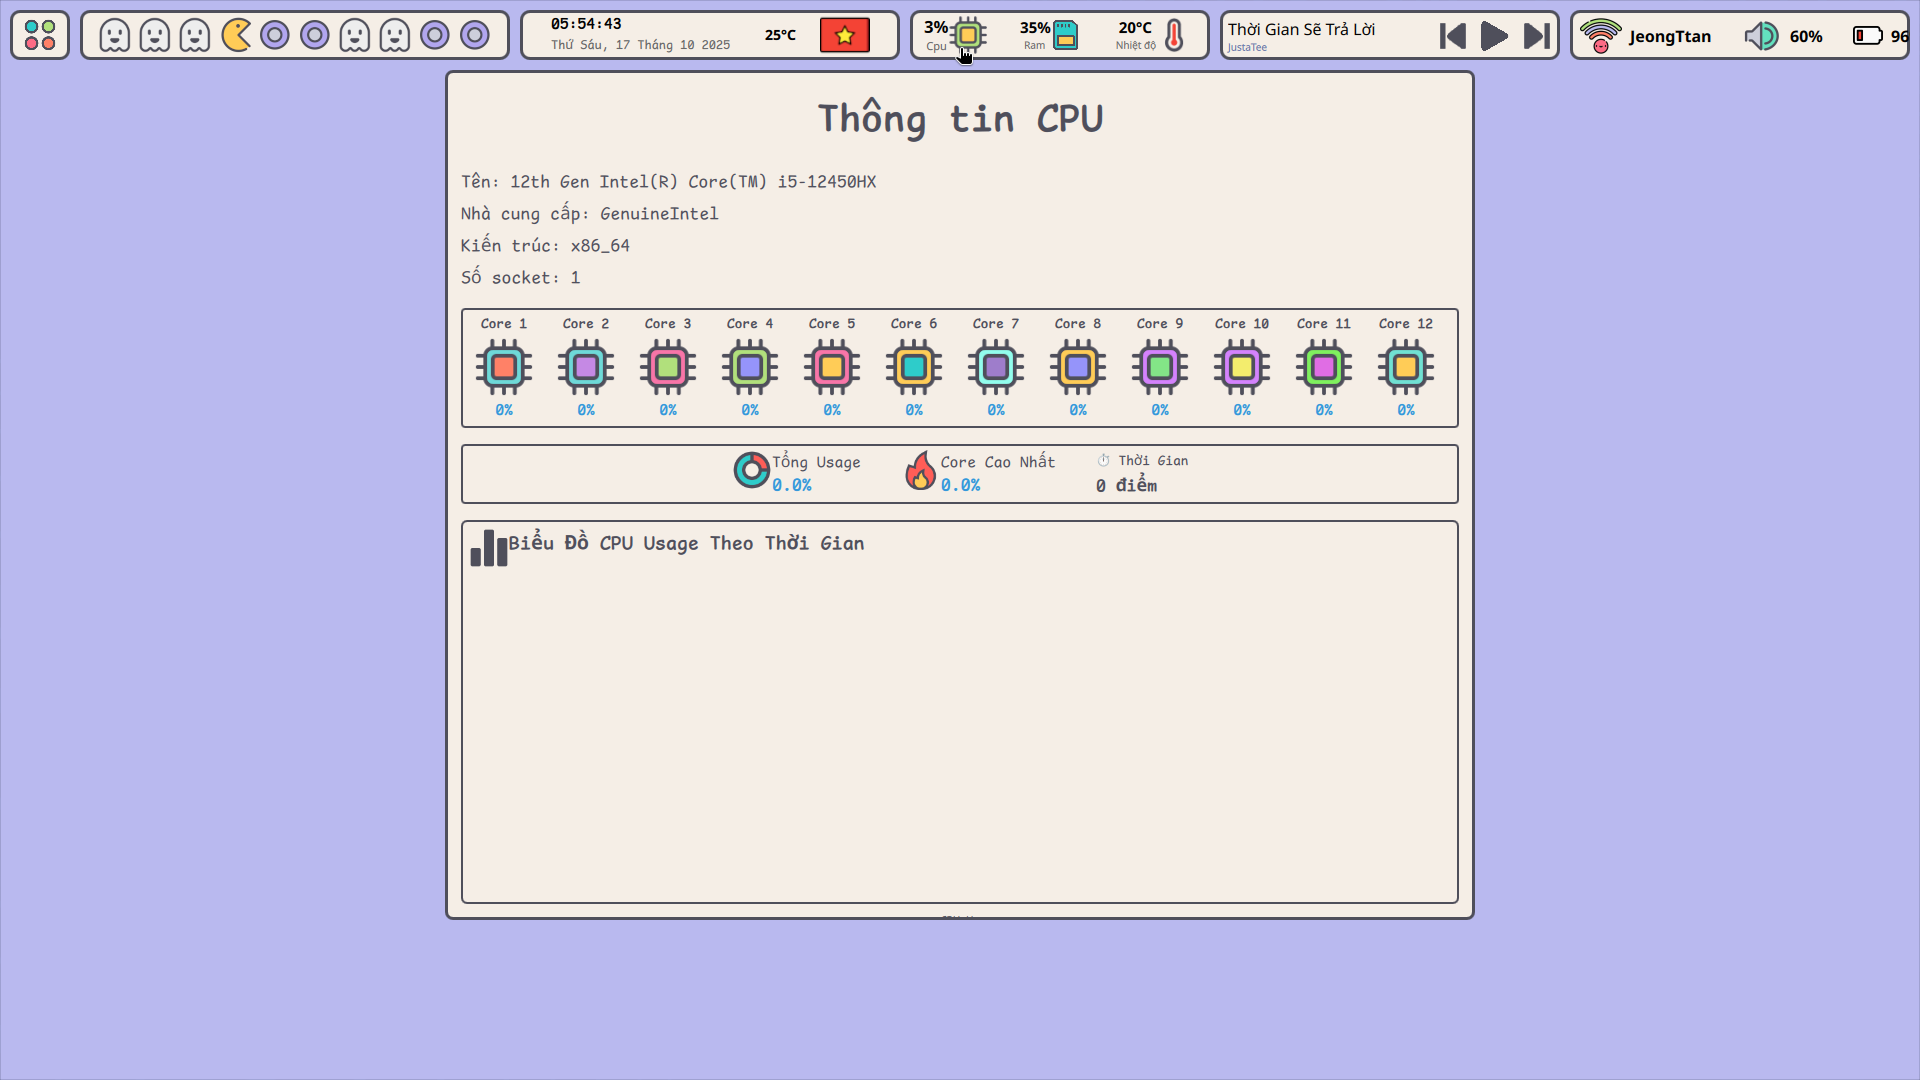 05:54:43
Thứ Sáu, 17 Tháng 10 2025
25°C
3%
Cpu
35%
Ram
20°C
Nhiệt độ
Thời Gian Sẽ Trả Lời
JustaTee
JeongTtan
60%
96
Thông tin CPU
Tên: 12th Gen Intel(R) Core(TM) i5-12450HX
Nhà cung cấp: GenuineIntel
Kiến trúc: x86_64
Số socket: 1
Core 1 Core 2 Core 3 Core 4 Core 5 Core 6 Core 7 Core 8 Core 9 Core 10 Core 11 Core 12
0% 0% 0% 0% 0% 0% 0% 0% 0% 0% 0% 0%
Tổng Usage
0.0%
Core Cao Nhất
0.0%
⏱ Thời Gian
0 điểm
Biểu Đồ CPU Usage Theo Thời Gian